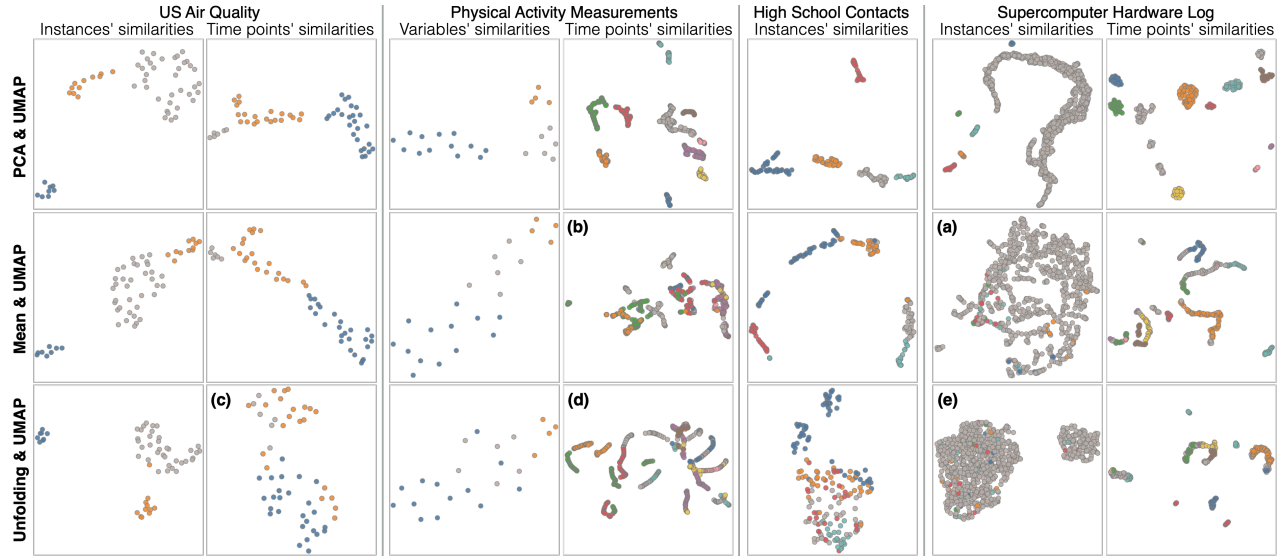 US Air Quality
Physical Activity Measurements
High School Contacts
Supercomputer Hardware Log
Instances' similarities
Time points' similarities
Variables' similarities
Time points' similarities
Instances' similarities
Instances' similarities
Time points' similarities
PCA & UMAP
Mean & UMAP
(b)
(a)
Unfolding & UMAP
(c)
(d)
(e)